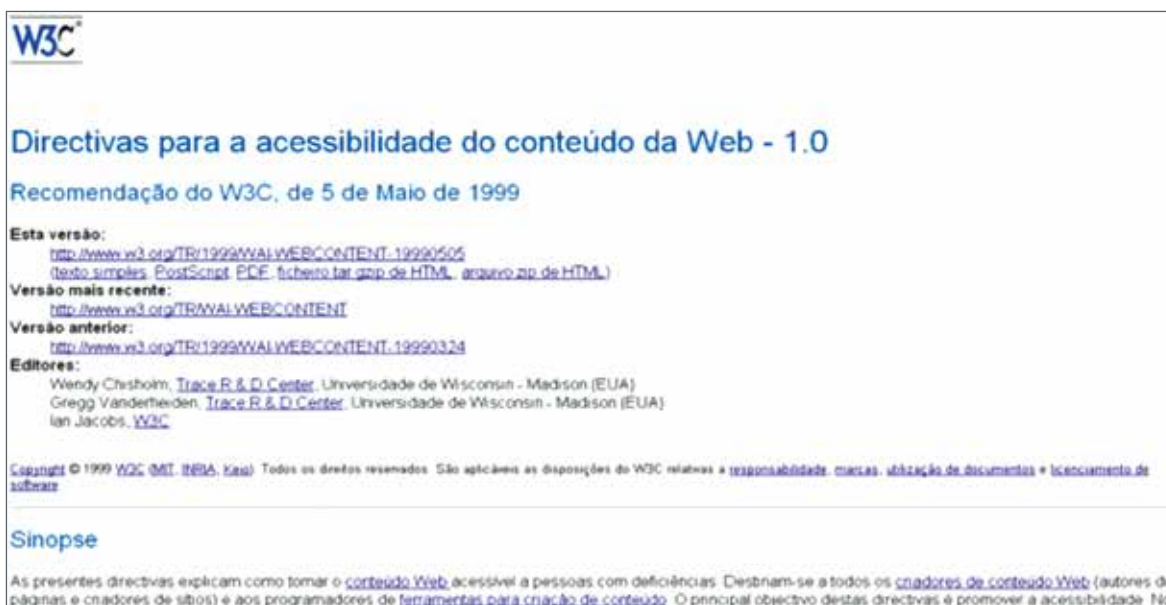 W3C
Directivas para a acessibilidade do conteúdo da Web - 1.0
Recomendação do W3C, de 5 de Maio de 1999
Esta versão:
http://www.w3.org/TR/1999/WAI-WEBCONTENT-19990505
(texto simples, PostScript, PDF, ficheiro tar gzip de HTML, arquivo zip de HTML)
Versão mais recente:
http://www.w3.org/TR/WAI-WEBCONTENT
Versão anterior:
http://www.w3.org/TR/1999/WAI-WEBCONTENT-19990324
Editores:
Wendy Chisholm, Trace R & D Center, Universidade de Wisconsin - Madison (EUA)
Gregg Vanderheiden, Trace R & D Center, Universidade de Wisconsin - Madison (EUA)
Ian Jacobs, W3C
Copyright © 1999 W3C (MIT, INRIA, Keio). Todos os direitos reservados. São aplicáveis as disposições do W3C relativas a responsabilidade, marcas, utilização de documentos e licenciamento de
software.
Sinopse
As presentes directivas explicam como tornar o conteúdo Web acessível a pessoas com deficiências. Destinam-se a todos os criadores de conteúdo Web (autores de
páginas e criadores de sítios) e aos programadores de ferramentas para criação de conteúdo. O principal objectivo destas directivas é promover a acessibilidade.